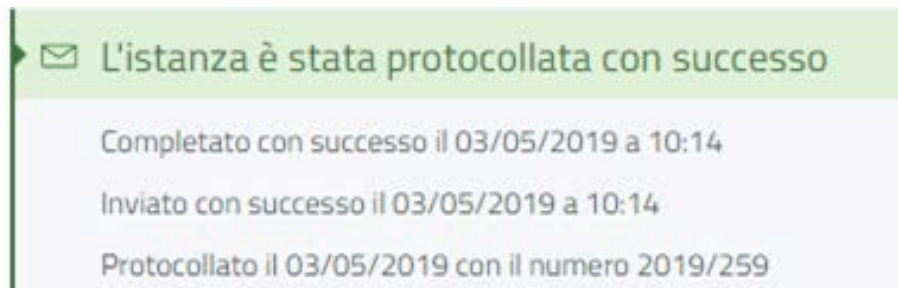 L'istanza è stata protocollata con successo
Completato con successo il 03/05/2019 a 10:14
Inviato con successo il 03/05/2019 a 10:14
Protocollato il 03/05/2019 con il numero 2019/259